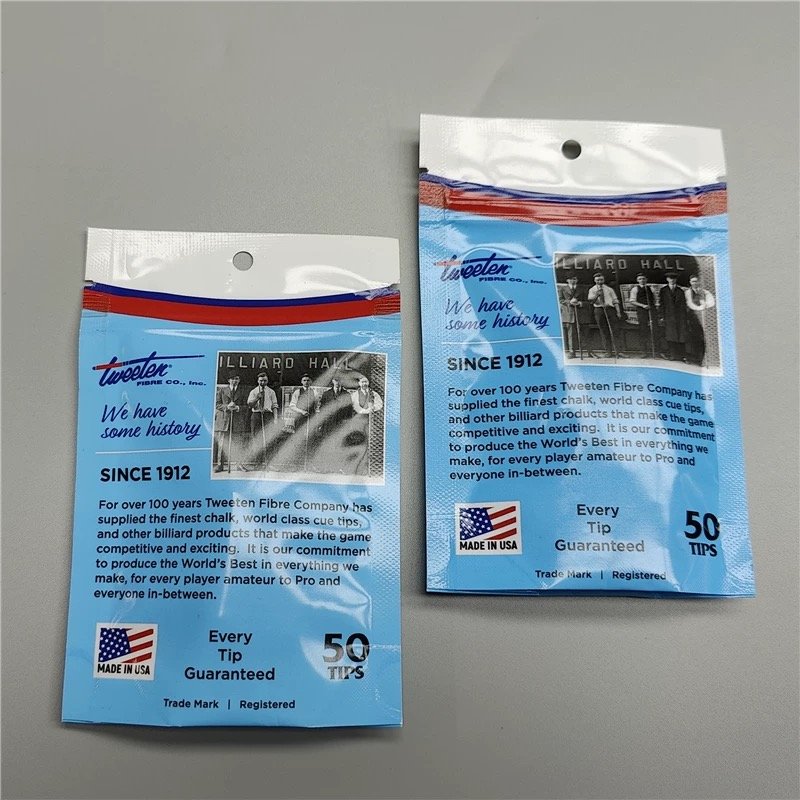 ILLIARD HALL
tweeten
FIBRE CO., Inc.
We have
some history
SINCE 1912
For over 100 years Tweeten Fibre Company has
supplied the finest chalk, world class cue tips,
and other billiard products that make the game
competitive and exciting. It is our commitment
to produce the World's Best in everything we
make, for every player amateur to Pro and
everyone in-between.
MADE IN USA
Every
Tip
Guaranteed
50
TIPS
Trade Mark | Registered
ILLIARD HALL
tweeten
FIBRE CO., Inc.
We have
some history
SINCE 1912
For over 100 years Tweeten Fibre Company has
supplied the finest chalk, world class cue tips,
and other billiard products that make the game
competitive and exciting. It is our commitment
to produce the World's Best in everything we
make, for every player amateur to Pro and
everyone in-between.
MADE IN USA
Every
Tip
Guaranteed
50
TIPS
Trade Mark | Registered